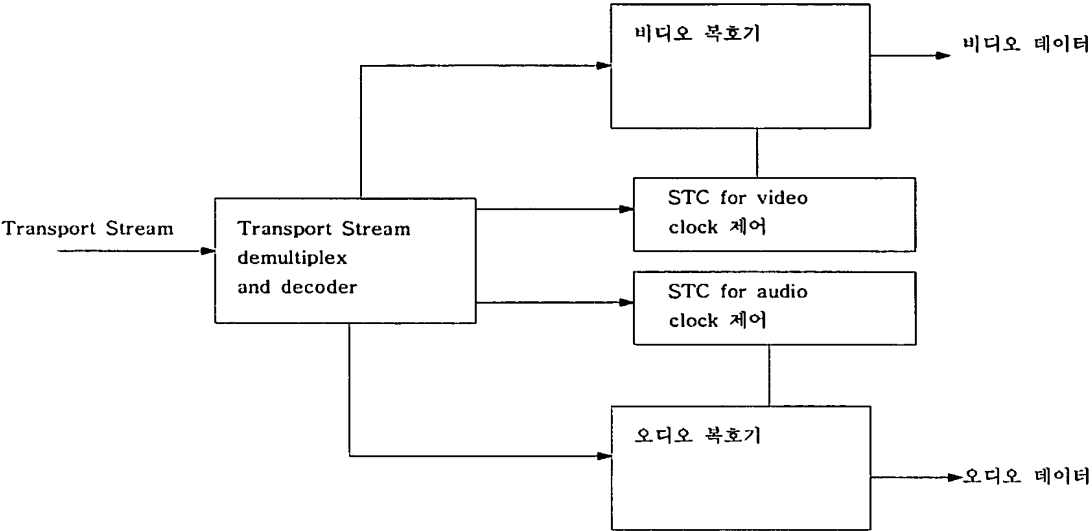 비디오 복호기
비디오 데이터
STC for video
clock 제어
Transport Stream
Transport Stream
demultiplex
and decoder
STC for audio
clock 제어
오디오 복호기
오디오 데이터